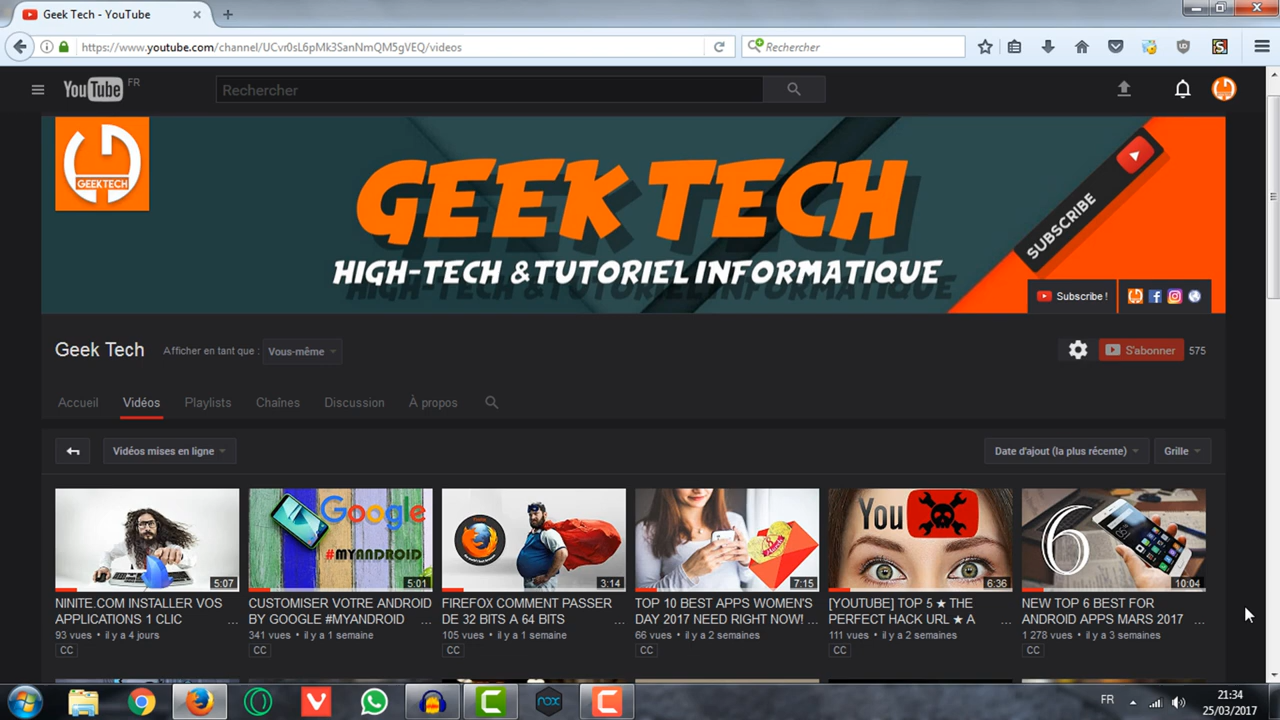 Geek Tech - YouTube
https://www.youtube.com/channel/UCvr0sL6pMk3SanNmQM5gVEQ/videos
Rechercher
YouTube FR
Rechercher
GEEKTECH
GEEK TECH
HIGH-TECH & TUTORIEL INFORMATIQUE
SUBSCRIBE
Subscribe !
Geek Tech
Afficher en tant que :
Vous-même
S'abonner
575
Accueil
Vidéos
Playlists
Chaînes
Discussion
À propos
Vidéos mises en ligne
Date d'ajout (la plus récente)
Grille
5:07
Google
#MYANDROID
5:01
3:14
7:15
You
6:36
6
10:04
NINITE.COM INSTALLER VOS
APPLICATIONS 1 CLIC ...
93 vues • il y a 4 jours
CC
CUSTOMISER VOTRE ANDROID
BY GOOGLE #MYANDROID
341 vues • il y a 1 semaine
CC
FIREFOX COMMENT PASSER
DE 32 BITS A 64 BITS ...
105 vues • il y a 1 semaine
CC
TOP 10 BEST APPS WOMEN'S
DAY 2017 NEED RIGHT NOW! ...
66 vues • il y a 2 semaines
CC
[YOUTUBE] TOP 5 ★ THE
PERFECT HACK URL ★ A ...
111 vues • il y a 2 semaines
CC
NEW TOP 6 BEST FOR
ANDROID APPS MARS 2017 ...
1 278 vues • il y a 3 semaines
CC
nox
FR
21:34
25/03/2017